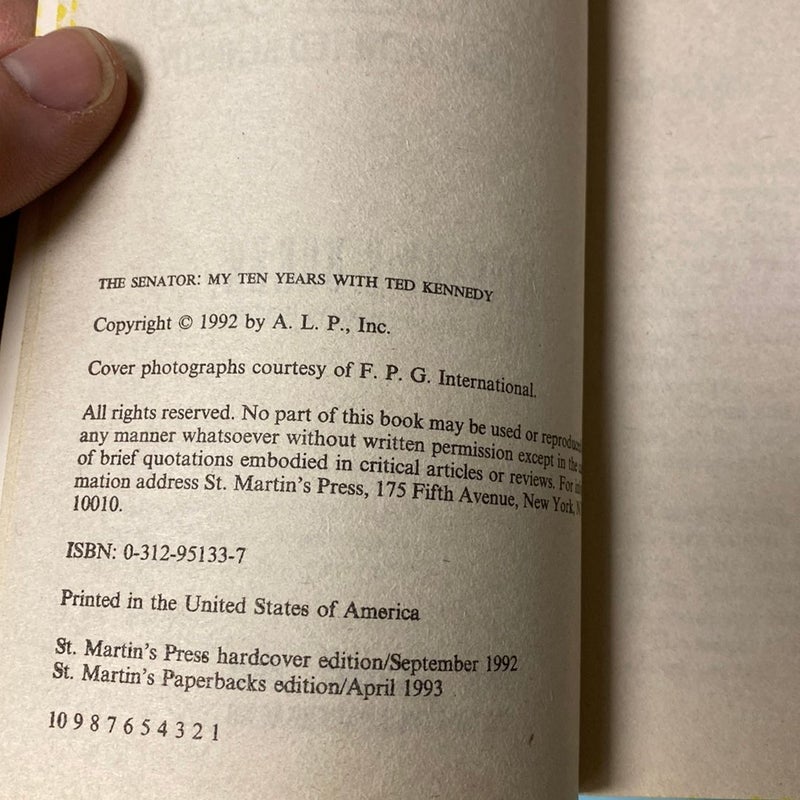 THE SENATOR: MY TEN YEARS WITH TED KENNEDY
Copyright © 1992 by A. L. P., Inc.
Cover photographs courtesy of F. P. G. International.
All rights reserved. No part of this book may be used or
any manner whatsoever without written permission except in the
of brief quotations embodied in critical articles or reviews. For
mation address St. Martin's Press, 175 Fifth Avenue, New York,
10010.
ISBN: 0-312-95133-7
Printed in the United States of America
St. Martin's Press hardcover edition/September 1992
St. Martin's Paperbacks edition/April 1993
10 9 8 7 6 5 4 3 2 1